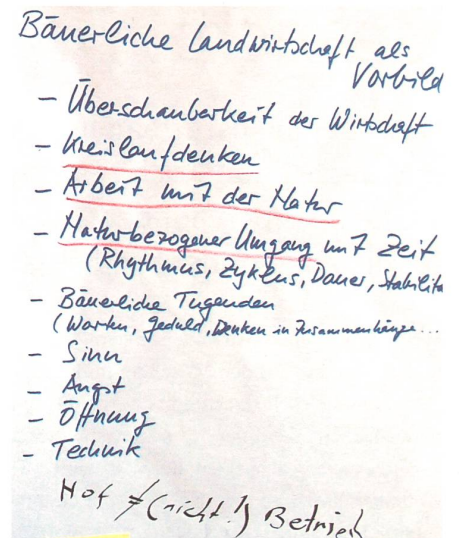 Bäuerliche Landwirtschaft als
Vorbild
- Überschaubarkeit der Wirtschaft
- Kreislaufdenken
- Arbeit mit der Natur
- Naturbezogener Umgang mit Zeit
(Rhythmus, Zyklus, Dauer, Stabilitä
- Bäuerliche Tugenden
(Warten, Geduld, Denken in Zusammenhänge...
- Sinn
- Angst
- Öffnung
- Technik
Hof ≠ (nicht!) Betrieb